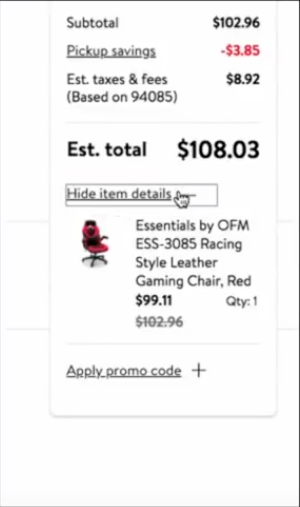 Subtotal $102.96
Pickup savings -$3.85
Est. taxes & fees $8.92
(Based on 94085)
Est. total $108.03
Hide item details
Essentials by OFM
ESS-3085 Racing
Style Leather
Gaming Chair, Red
$99.11 Qty: 1
$102.96
Apply promo code +